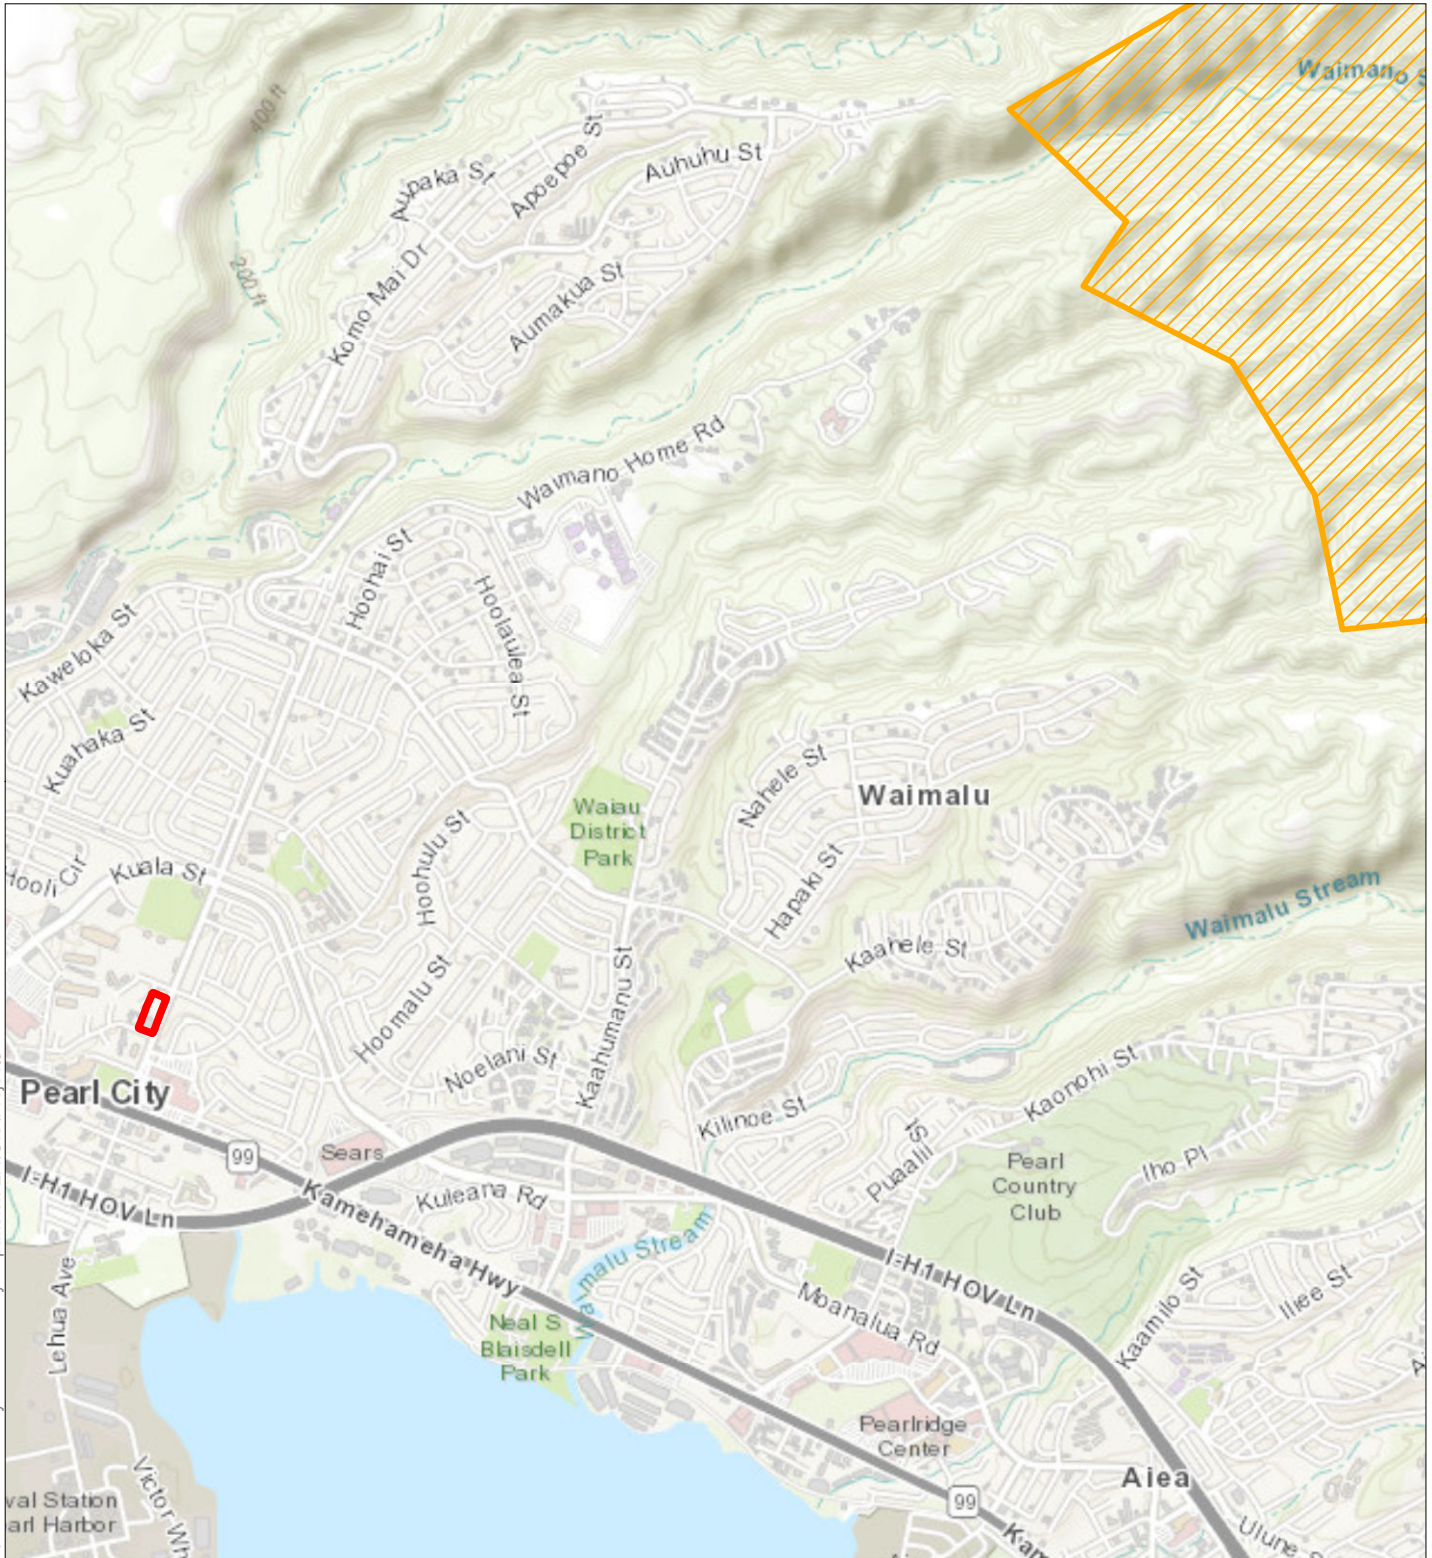 Waimano S
400 ft
Aupaka St
Apoepoe St
Auhuhu St
200 ft
Komo Mai Dr
Aumakua St
Waimano Home Rd
Hoohai St
Hoolaulea St
Kaweloka St
Kuahaka St
Nahele St
Waimalu
Waiau
District
Park
Hoohulu St
Hapaki St
Hooli Cir
Kuala St
Waimalu Stream
Kaahele St
Hoomalu St
Kaahumanu St
Noelani St
Kaonohi St
Pearl City
Kilinoe St
Sears
99
Puaalii St
Pearl
Country
Club
Iho Pl
I-H1 HOV Ln
Kuleana Rd
Kamehameha Hwy
Waimalu Stream
I-H1 HOV Ln
Lehua Ave
Moanalua Rd
Kaamilo St
Iliee St
Neal S
Blaisdell
Park
A
Pearlridge
Center
Aiea
Victor Wh
val Station
arl Harbor
99
Kam
Ulune S